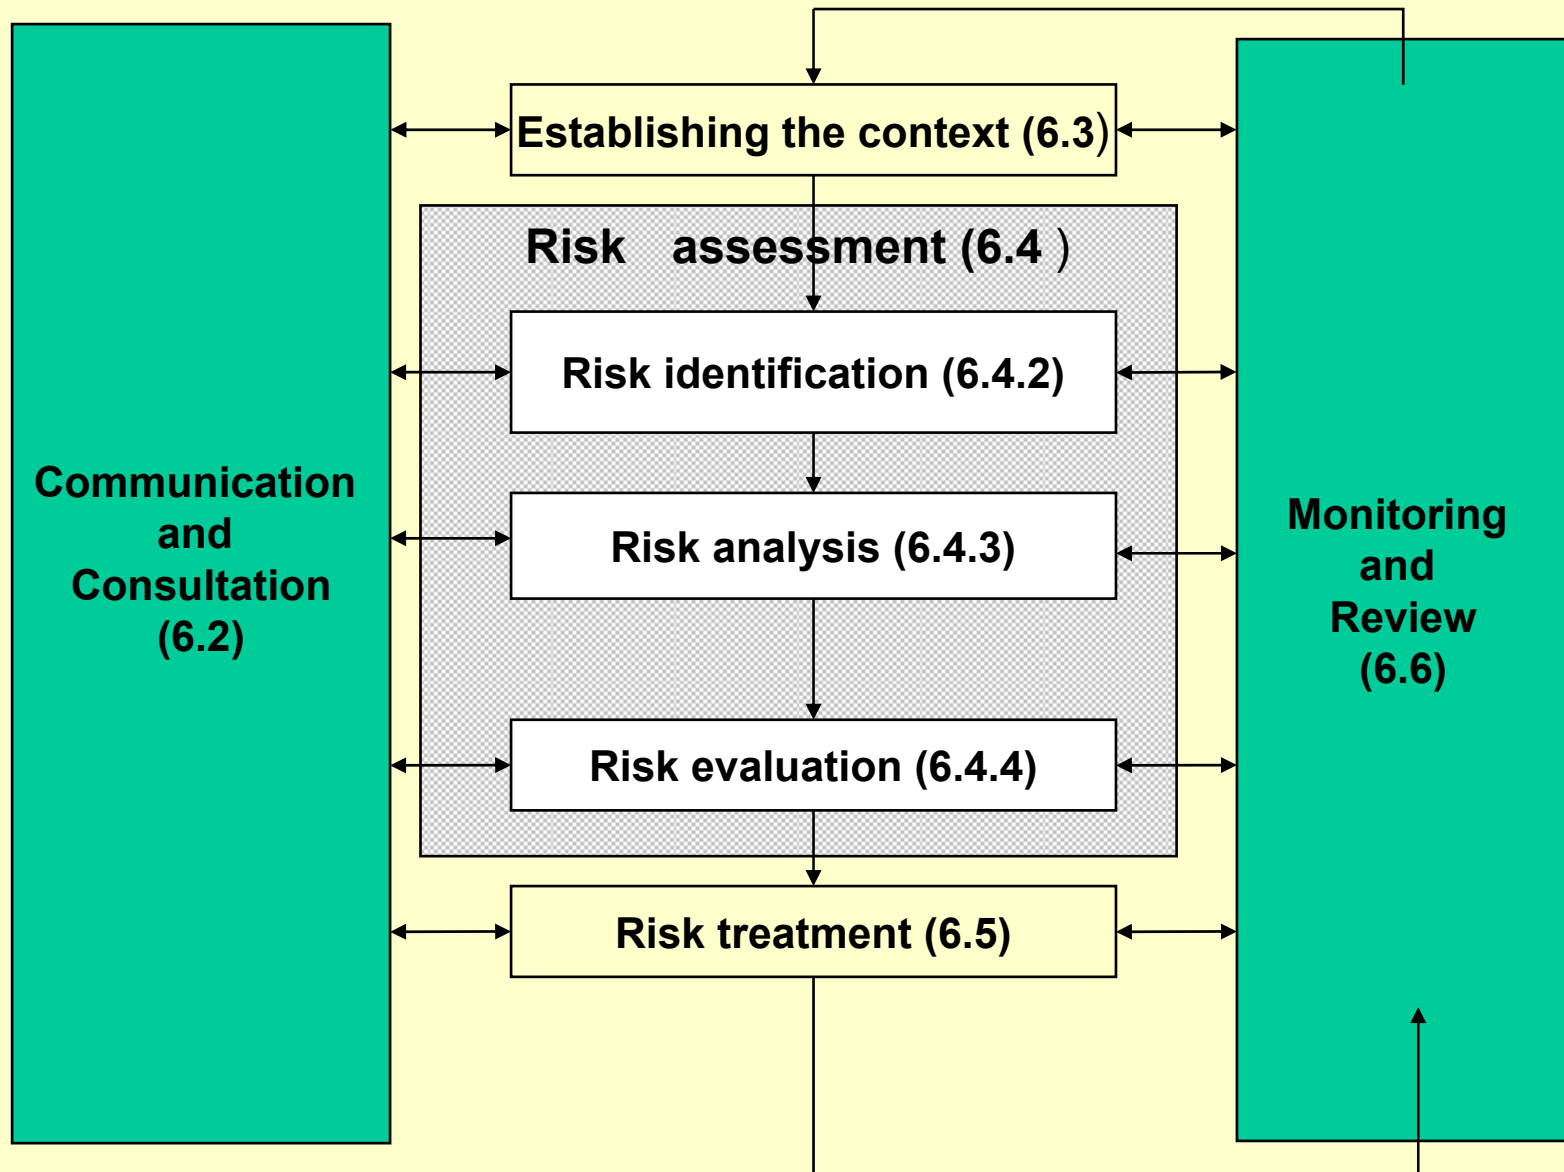 Establishing the context (6.3)
Risk assessment (6.4 )
Risk identification (6.4.2)
Risk analysis (6.4.3)
Risk evaluation (6.4.4)
Risk treatment (6.5)
Communication
and
Consultation
(6.2)
Monitoring
and
Review
(6.6)